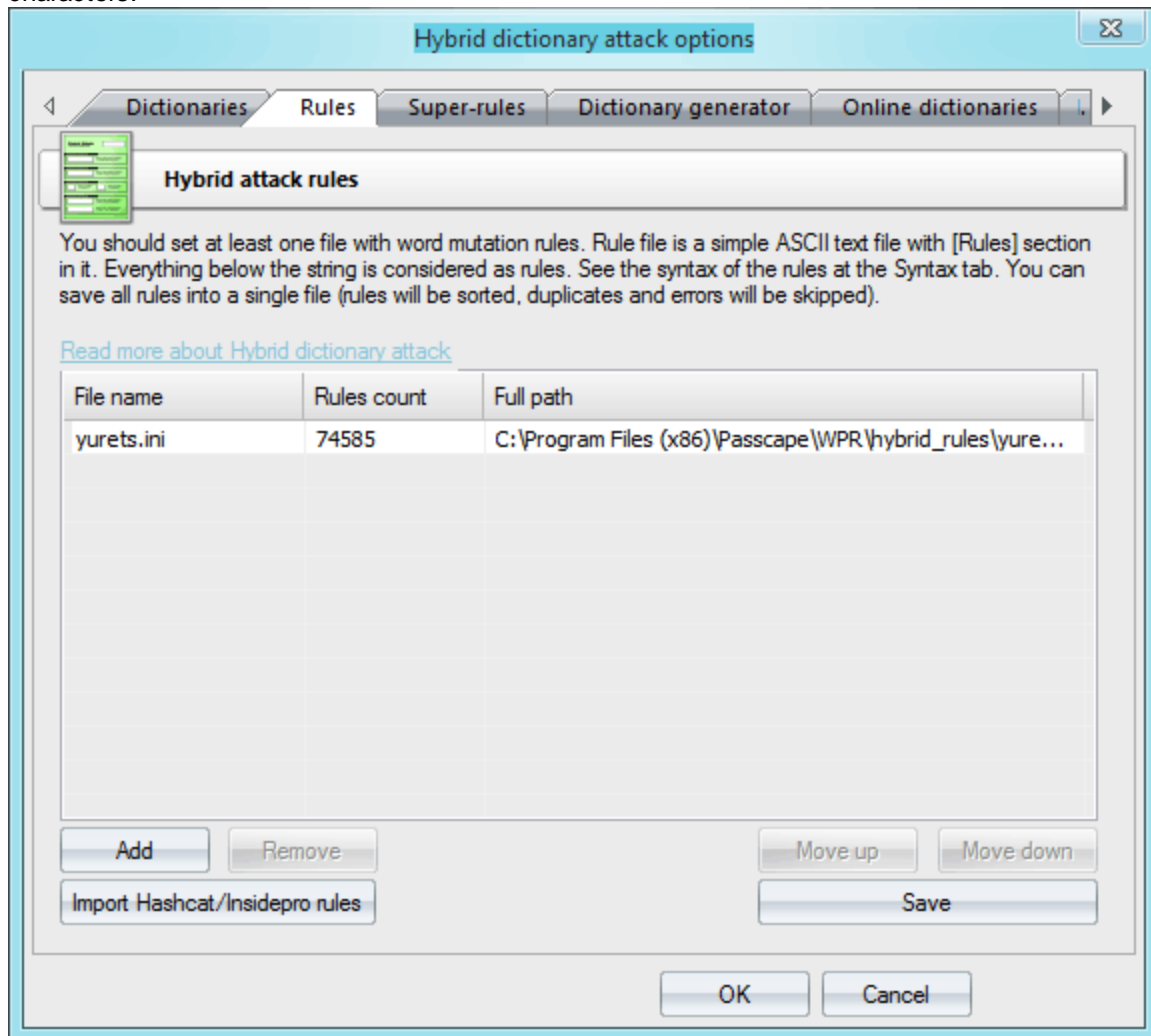 Hybrid dictionary attack options
Dictionaries Rules Super-rules Dictionary generator Online dictionaries
Hybrid attack rules
You should set at least one file with word mutation rules. Rule file is a simple ASCII text file with [Rules] section
in it. Everything below the string is considered as rules. See the syntax of the rules at the Syntax tab. You can
save all rules into a single file (rules will be sorted, duplicates and errors will be skipped).
Read more about Hybrid dictionary attack
File name Rules count Full path
yurets.ini 74585 C:\Program Files (x86)\Passcape\WPR\hybrid_rules\yure...
Add Remove Move up Move down
Import Hashcat/Insidepro rules Save
OK Cancel